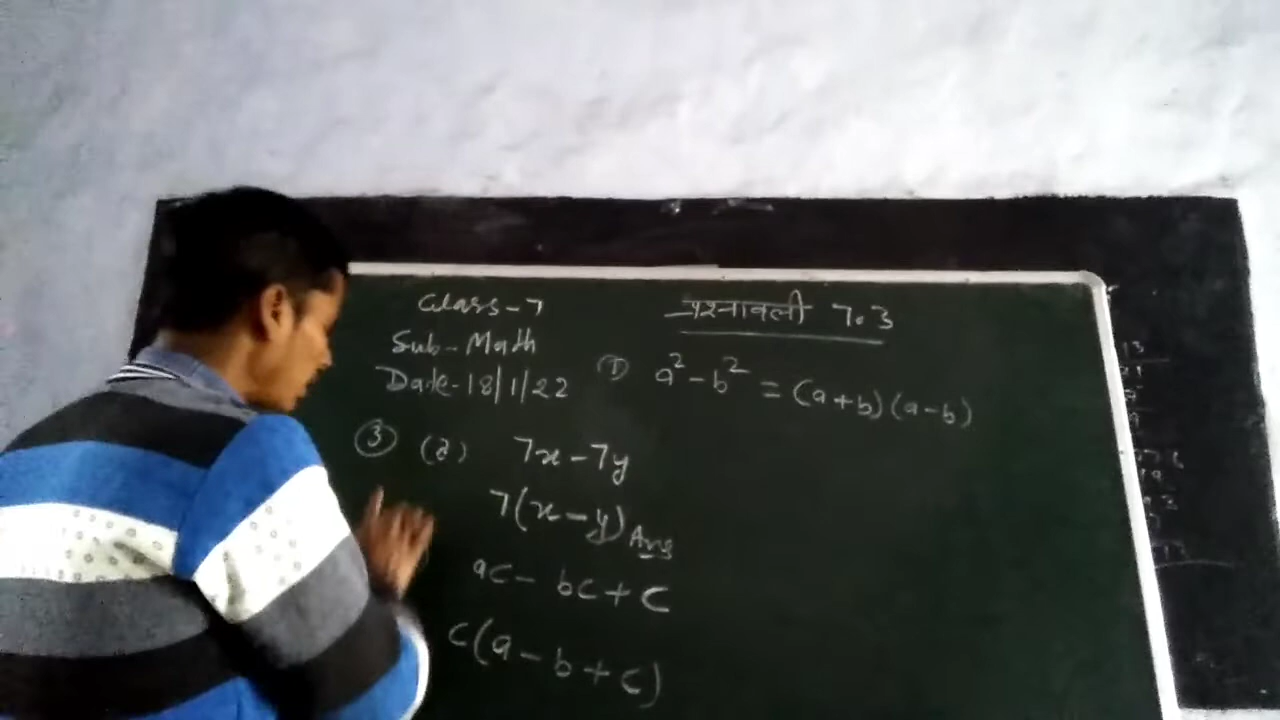 Class-7
प्रश्नावली 7.3
Sub-Math
Date-18/1/22
① a²-b² = (a+b)(a-b)
③ (a) 7x-7y
7(x-y) Ans
ac- bc+c
c(a-b+c)